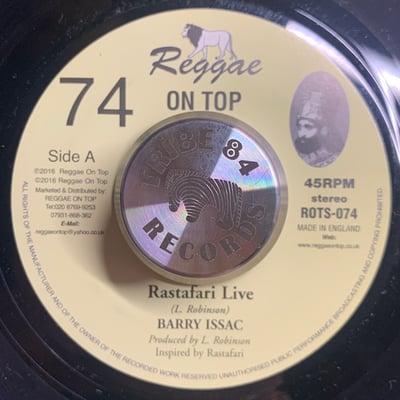 Reggae
74
ON TOP
Side A
℗2016 Reggae On Top
©2016 Reggae On Top
Marketed & Distributed by:
REGGAE ON TOP
Tel: 020 8769-9253
07931-868-362
E-Mail:
reggaeontop@yahoo.co.uk
45RPM
stereo
ROTS-074
MADE IN ENGLAND
Web:
www.reggaeontop.co.uk
TRIBE 84
RECORDS
Rastafari Live
(L. Robinson)
BARRY ISSAC
Produced by L. Robinson
Inspired by Rastafari
ALL RIGHTS OF THE MANUFACTURER AND OF THE OWNER OF THE RECORDED WORK RESERVED UNAUTHORISED PUBLIC PERFORMANCE BROADCASTING AND COPYING PROHIBITED